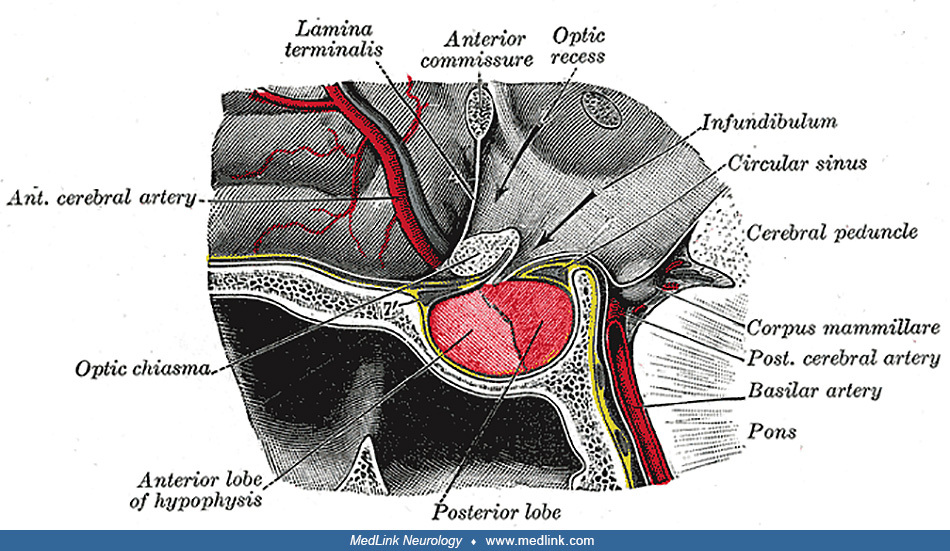 Lamina
terminalis
Anterior
commissure
Optic
recess
Infundibulum
Circular sinus
Ant. cerebral artery
Cerebral peduncle
7
Corpus mammillare
Post. cerebral artery
Optic chiasma
Basilar artery
Pons
Anterior lobe
of hypophysis
Posterior lobe
MedLink Neurology ♦ www.medlink.com